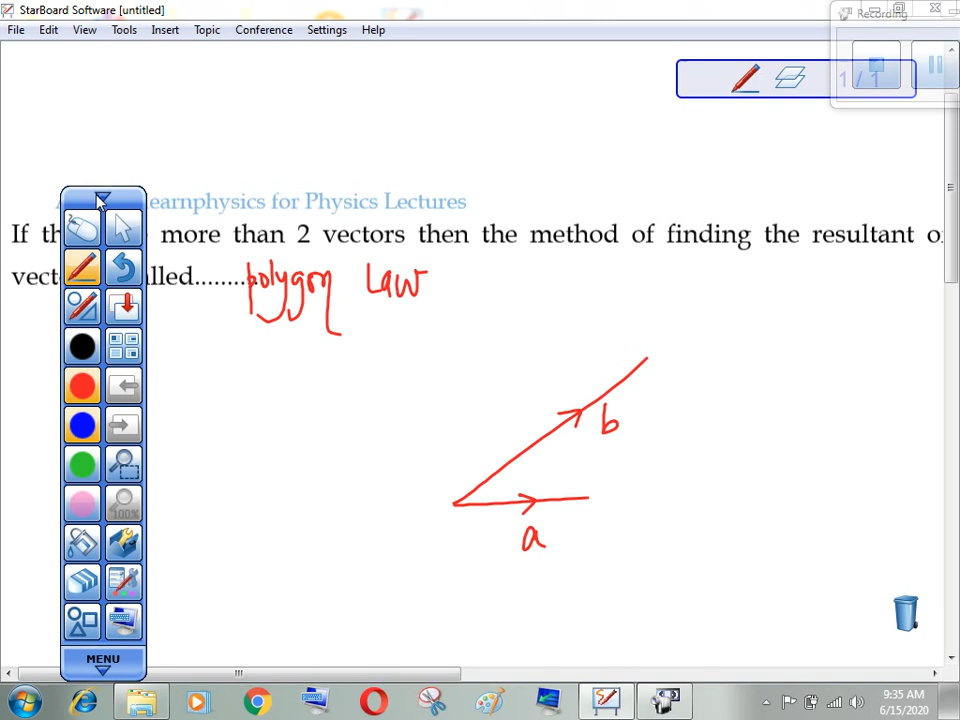 StarBoard Software [untitled]
Recording
File Edit View Tools Insert Topic Conference Settings Help
1 / 1
earnphysics for Physics Lectures
If th more than 2 vectors then the method of finding the resultant o
vect alled.......... polygon Law
b
a
100%
MENU
9:35 AM
6/15/2020